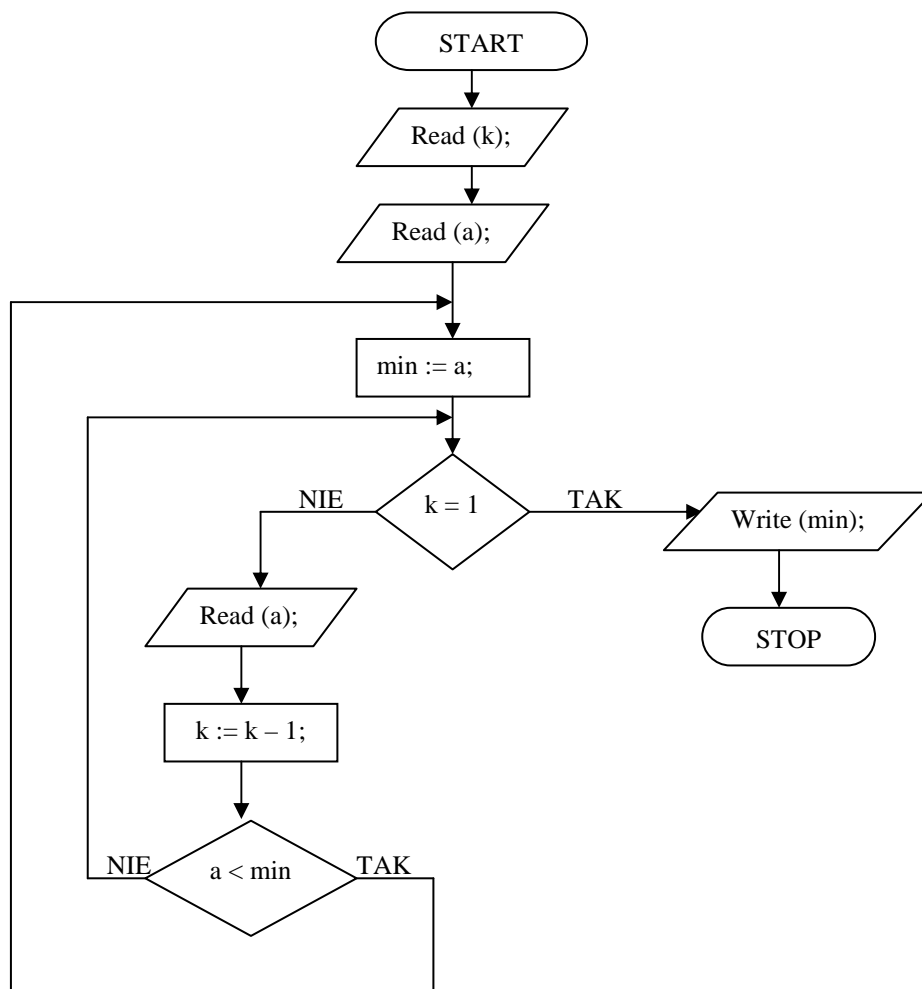 START
Read (k);
Read (a);
min := a;
k = 1
NIE
TAK
Write (min);
Read (a);
STOP
k := k – 1;
a < min
NIE
TAK